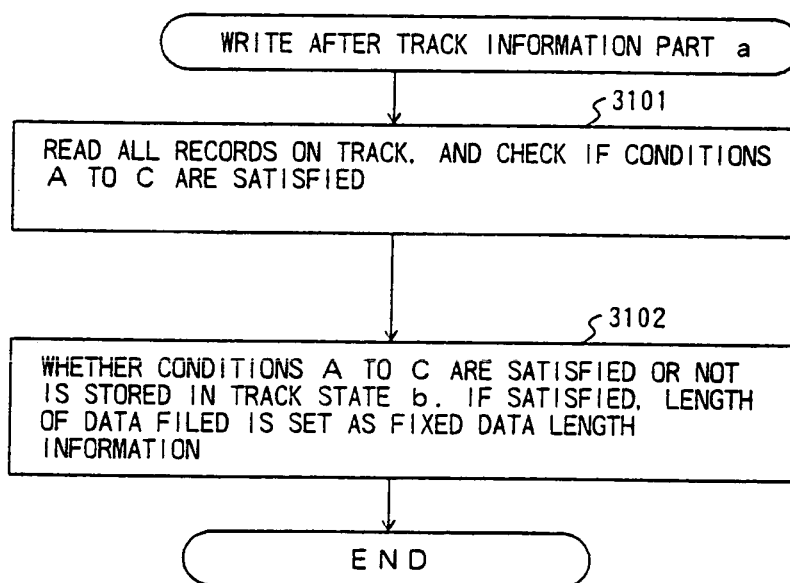 WRITE AFTER TRACK INFORMATION PART a
3101
READ ALL RECORDS ON TRACK. AND CHECK IF CONDITIONS
A TO C ARE SATISFIED
3102
WHETHER CONDITIONS A TO C ARE SATISFIED OR NOT
IS STORED IN TRACK STATE b. IF SATISFIED. LENGTH
OF DATA FILED IS SET AS FIXED DATA LENGTH
INFORMATION
END